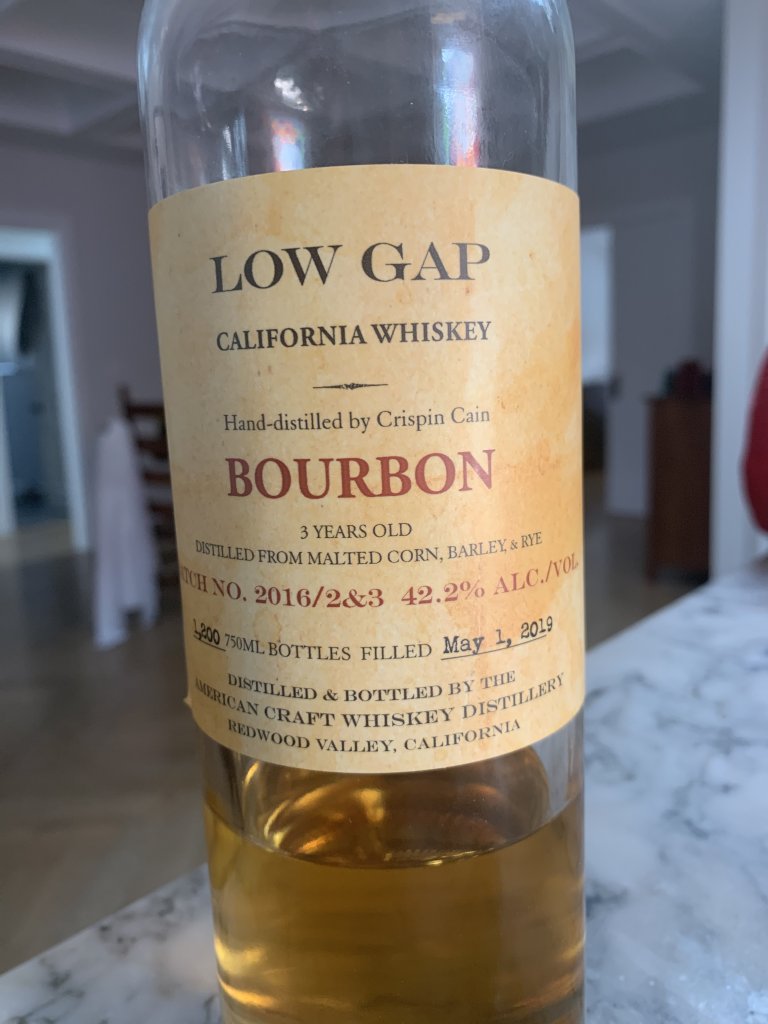 LOW GAP
CALIFORNIA WHISKEY
Hand-distilled by Crispin Cain
BOURBON
3 YEARS OLD
DISTILLED FROM MALTED CORN, BARLEY, & RYE
TCH NO. 2016/2&3 42.2% ALC./VOL.
1,200 750ML BOTTLES FILLED May 1, 2019
DISTILLED & BOTTLED BY THE
AMERICAN CRAFT WHISKEY DISTILLERY
REDWOOD VALLEY, CALIFORNIA